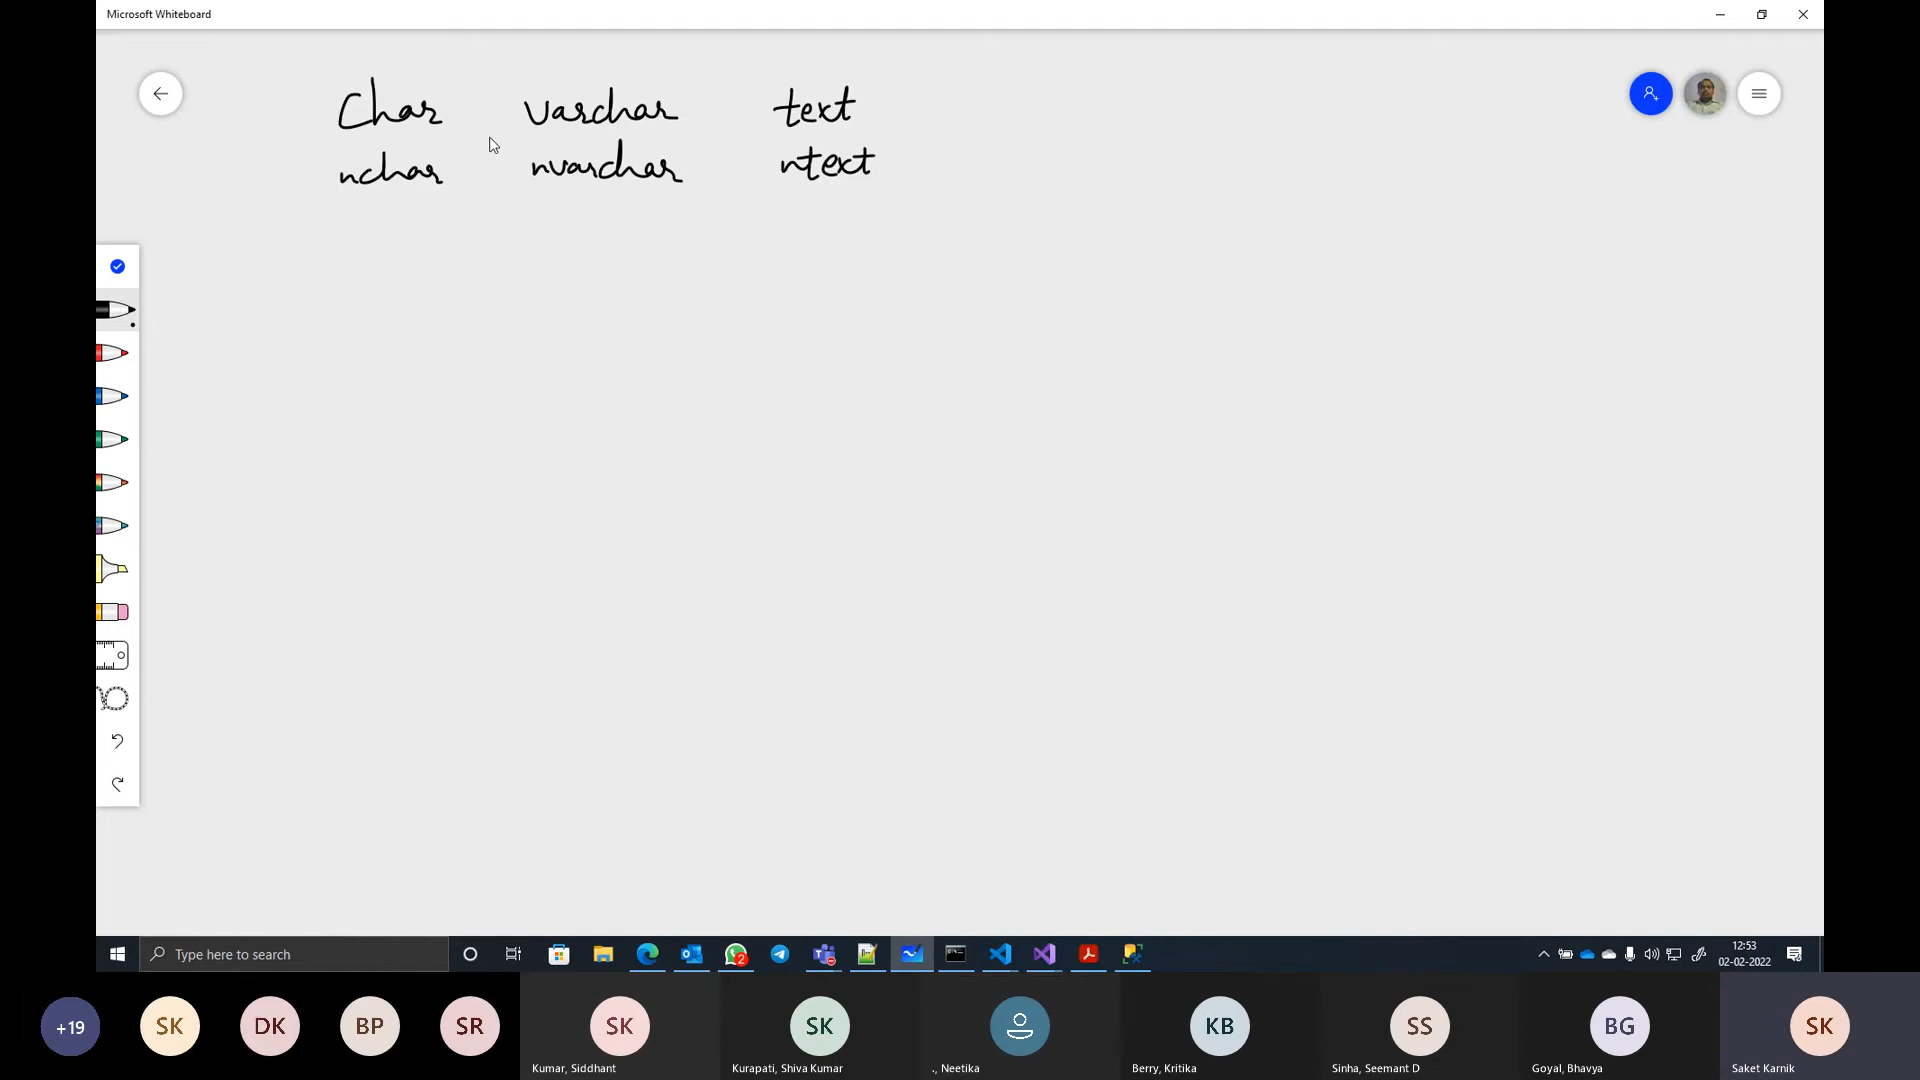 Microsoft Whiteboard
Char varchar text
nchar nvarchar ntext
Type here to search
2
12:53
02-02-2022
+19
SK
DK
BP
SR
SK
SK
KB
SS
BG
SK
Kumar, Siddhant
Kurapati, Shiva Kumar
., Neetika
Berry, Kritika
Sinha, Seemant D
Goyal, Bhavya
Saket Karnik